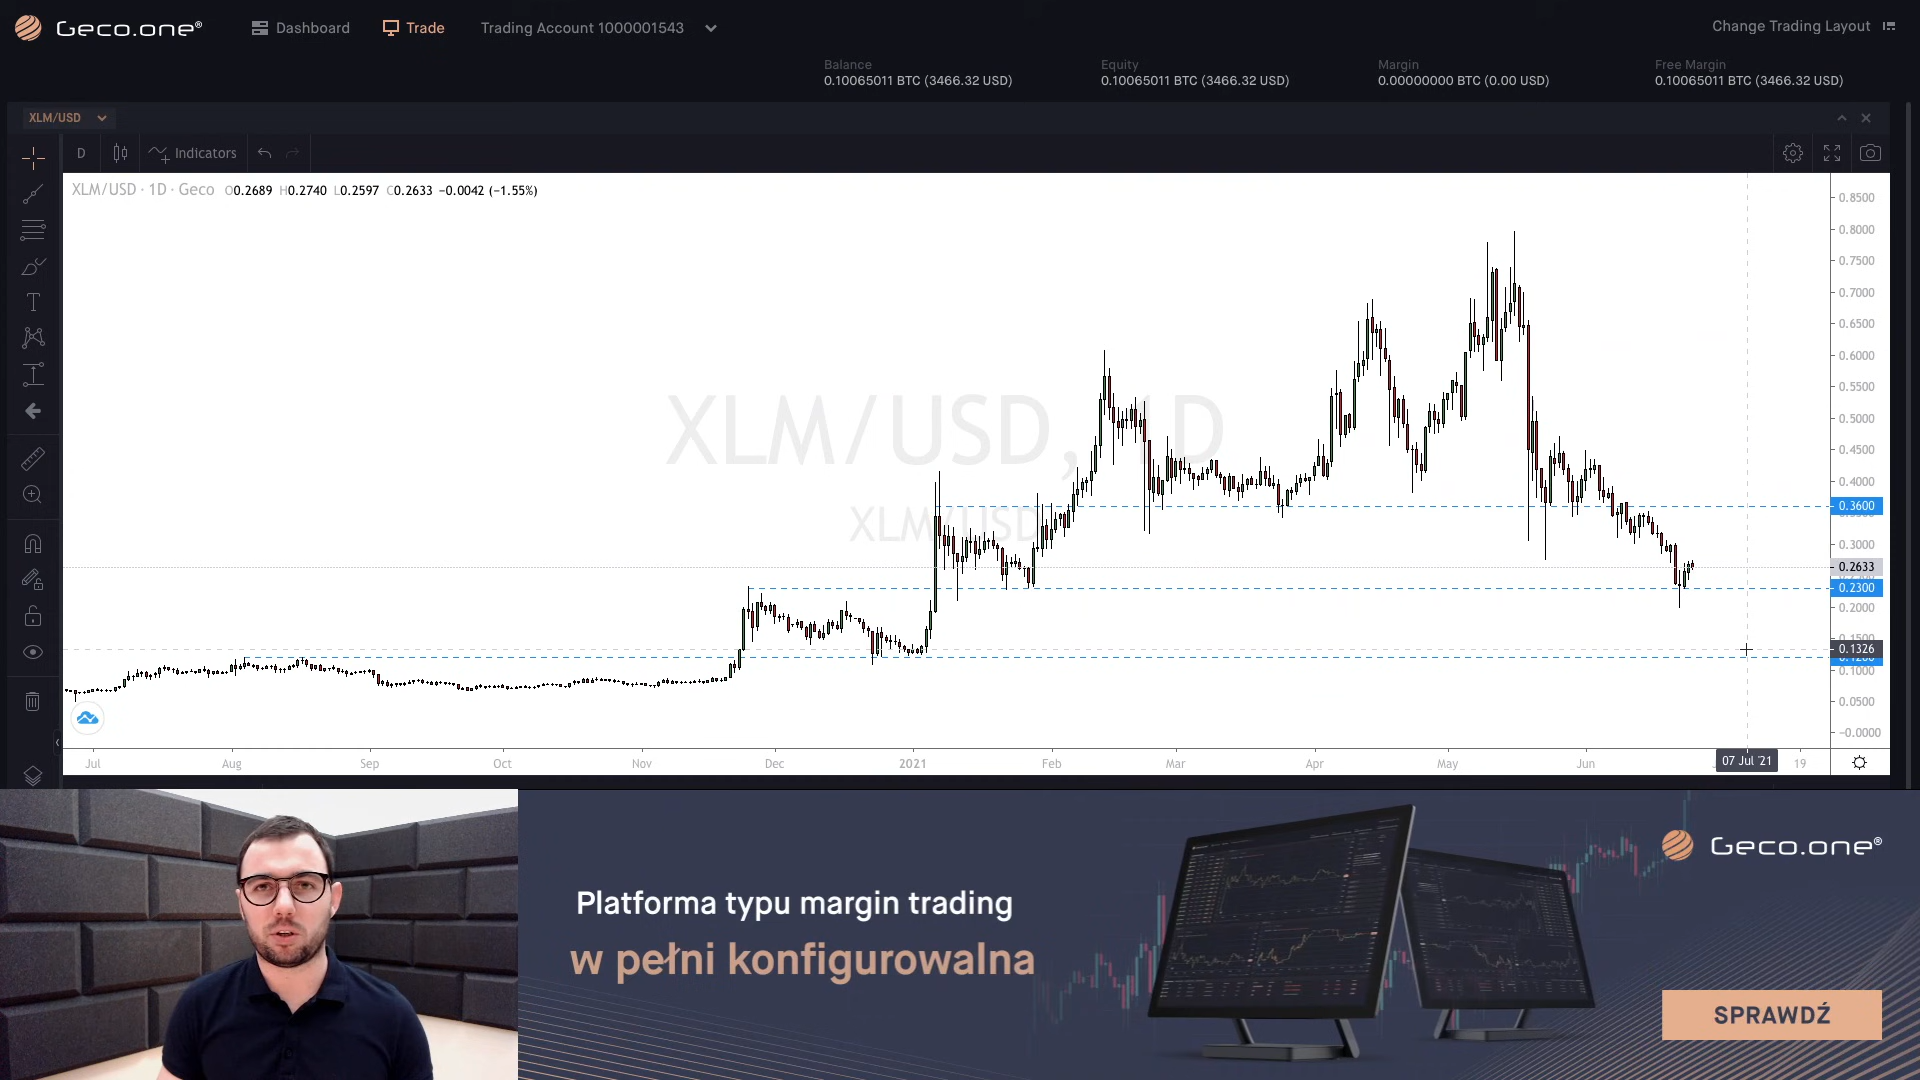 Geco.one®
Dashboard
Trade
Trading Account 1000001543
Change Trading Layout
Balance
0.10065011 BTC (3466.32 USD)
Equity
0.10065011 BTC (3466.32 USD)
Margin
0.00000000 BTC (0.00 USD)
Free Margin
0.10065011 BTC (3466.32 USD)
XLM/USD
D
Indicators
XLM/USD · 1D · Geco O0.2689 H0.2740 L0.2597 C0.2633 −0.0042 (−1.55%)
XLM/USD, 1D
XLM/USD
0.8500
0.8000
0.7500
0.7000
0.6500
0.6000
0.5500
0.5000
0.4500
0.4000
0.3600
0.3000
0.2633
0.2300
0.2000
0.1500
0.1326
0.1000
0.0500
−0.0000
Jul
Aug
Sep
Oct
Nov
Dec
2021
Feb
Mar
Apr
May
Jun
07 Jul '21
19
Platforma typu margin trading
w pełni konfigurowalna
Geco.one®
SPRAWDŹ